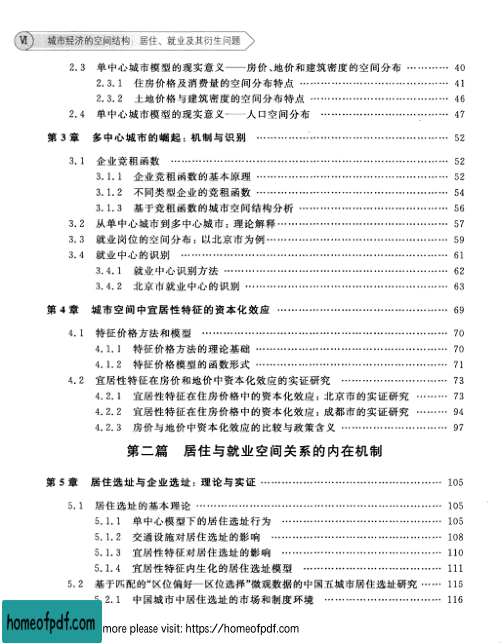 Ⅵ 城市经济的空间结构：居住、就业及其衍生问题
2.3 单中心城市模型的现实意义——房价、地价和建筑密度的空间分布 ………… 40
2.3.1 住房价格及消费量的空间分布特点 ………… 41
2.3.2 土地价格与建筑密度的空间分布特点 ………… 46
2.4 单中心城市模型的现实意义——人口空间分布 ………… 47
第3章 多中心城市的崛起：机制与识别 ………… 52
3.1 企业竞租函数 ………… 52
3.1.1 企业竞租函数的基本原理 ………… 52
3.1.2 不同类型企业的竞租函数 ………… 54
3.1.3 基于竞租函数的城市空间结构分析 ………… 56
3.2 从单中心城市到多中心城市：理论解释 ………… 57
3.3 就业岗位的空间分布：以北京市为例 ………… 59
3.4 就业中心的识别 ………… 61
3.4.1 就业中心识别方法 ………… 62
3.4.2 北京市就业中心的识别 ………… 63
第4章 城市空间中宜居性特征的资本化效应 ………… 69
4.1 特征价格方法和模型 ………… 70
4.1.1 特征价格方法的理论基础 ………… 70
4.1.2 特征价格模型的函数形式 ………… 71
4.2 宜居性特征在房价和地价中资本化效应的实证研究 ………… 73
4.2.1 宜居性特征在住房价格中的资本化效应：北京市的实证研究 ……… 73
4.2.2 宜居性特征在住房价格中的资本化效应：成都市的实证研究 ……… 94
4.2.3 房价与地价中资本化效应的比较与政策含义 ………… 97
第二篇 居住与就业空间关系的内在机制
第5章 居住选址与企业选址：理论与实证 ………… 105
5.1 居住选址的基本理论 ………… 105
5.1.1 单中心模型下的居住选址行为 ………… 105
5.1.2 交通设施对居住选址的影响 ………… 108
5.1.3 宜居性特征对居住选址的影响 ………… 110
5.1.4 宜居性特征内生化的居住选址模型 ………… 111
5.2 基于匹配的“区位偏好—区位选择”微观数据的中国五城市居住选址研究 …… 115
5.2.1 中国城市中居住选址的市场和制度环境 ………… 116
homeofpdf.com
more please visit: https://homeofpdf.com